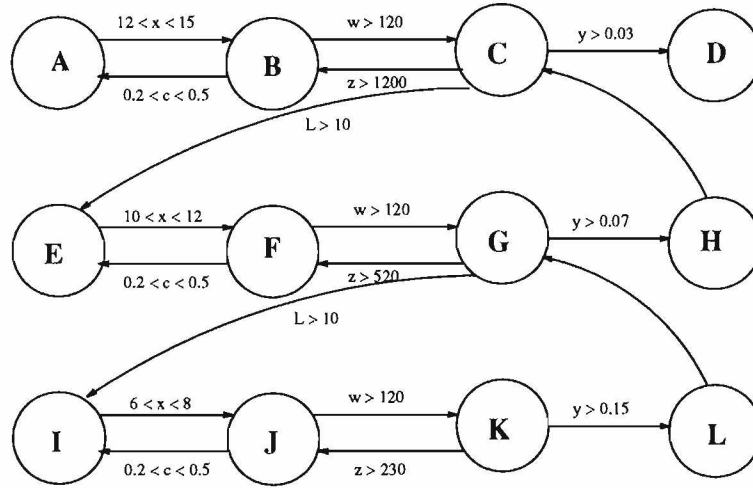 12 < x < 15
w > 120
y > 0.03
A
B
C
D
0.2 < c < 0.5
z > 1200
L > 10
10 < x < 12
w > 120
y > 0.07
E
F
G
H
0.2 < c < 0.5
z > 520
L > 10
6 < x < 8
w > 120
y > 0.15
I
J
K
L
0.2 < c < 0.5
z > 230